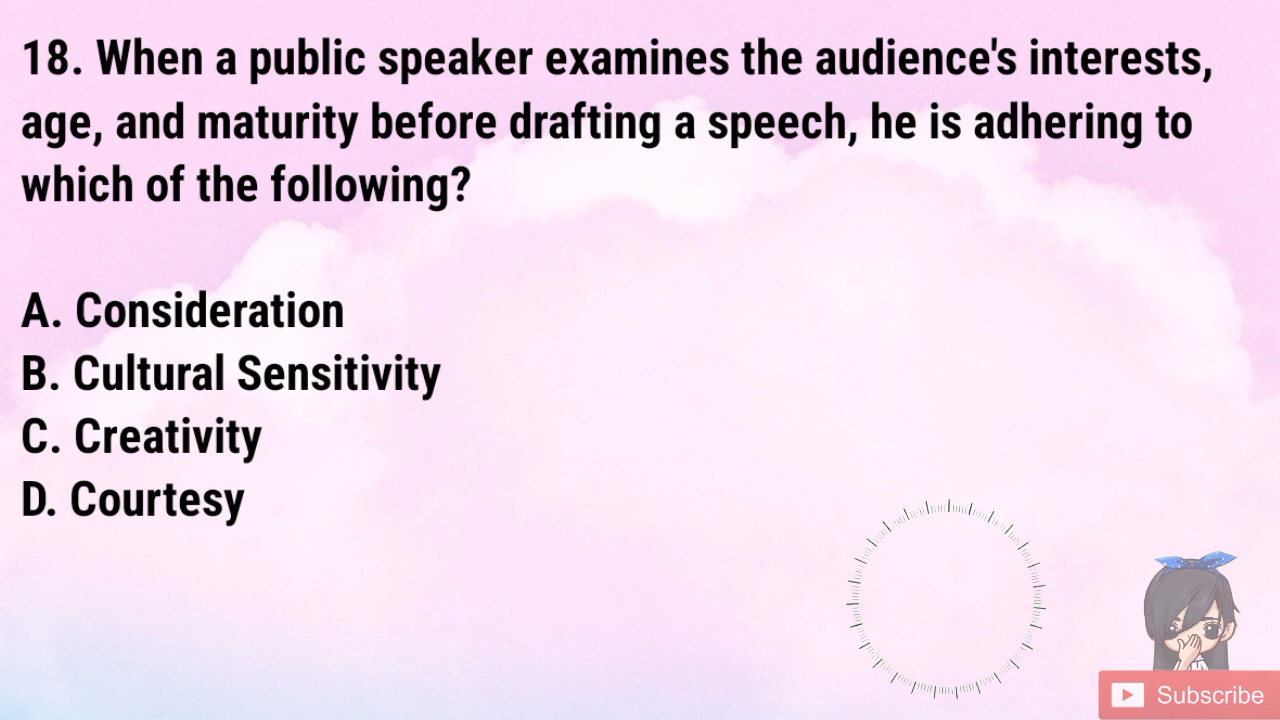 18. When a public speaker examines the audience's interests,
age, and maturity before drafting a speech, he is adhering to
which of the following?
A. Consideration
B. Cultural Sensitivity
C. Creativity
D. Courtesy
Subscribe